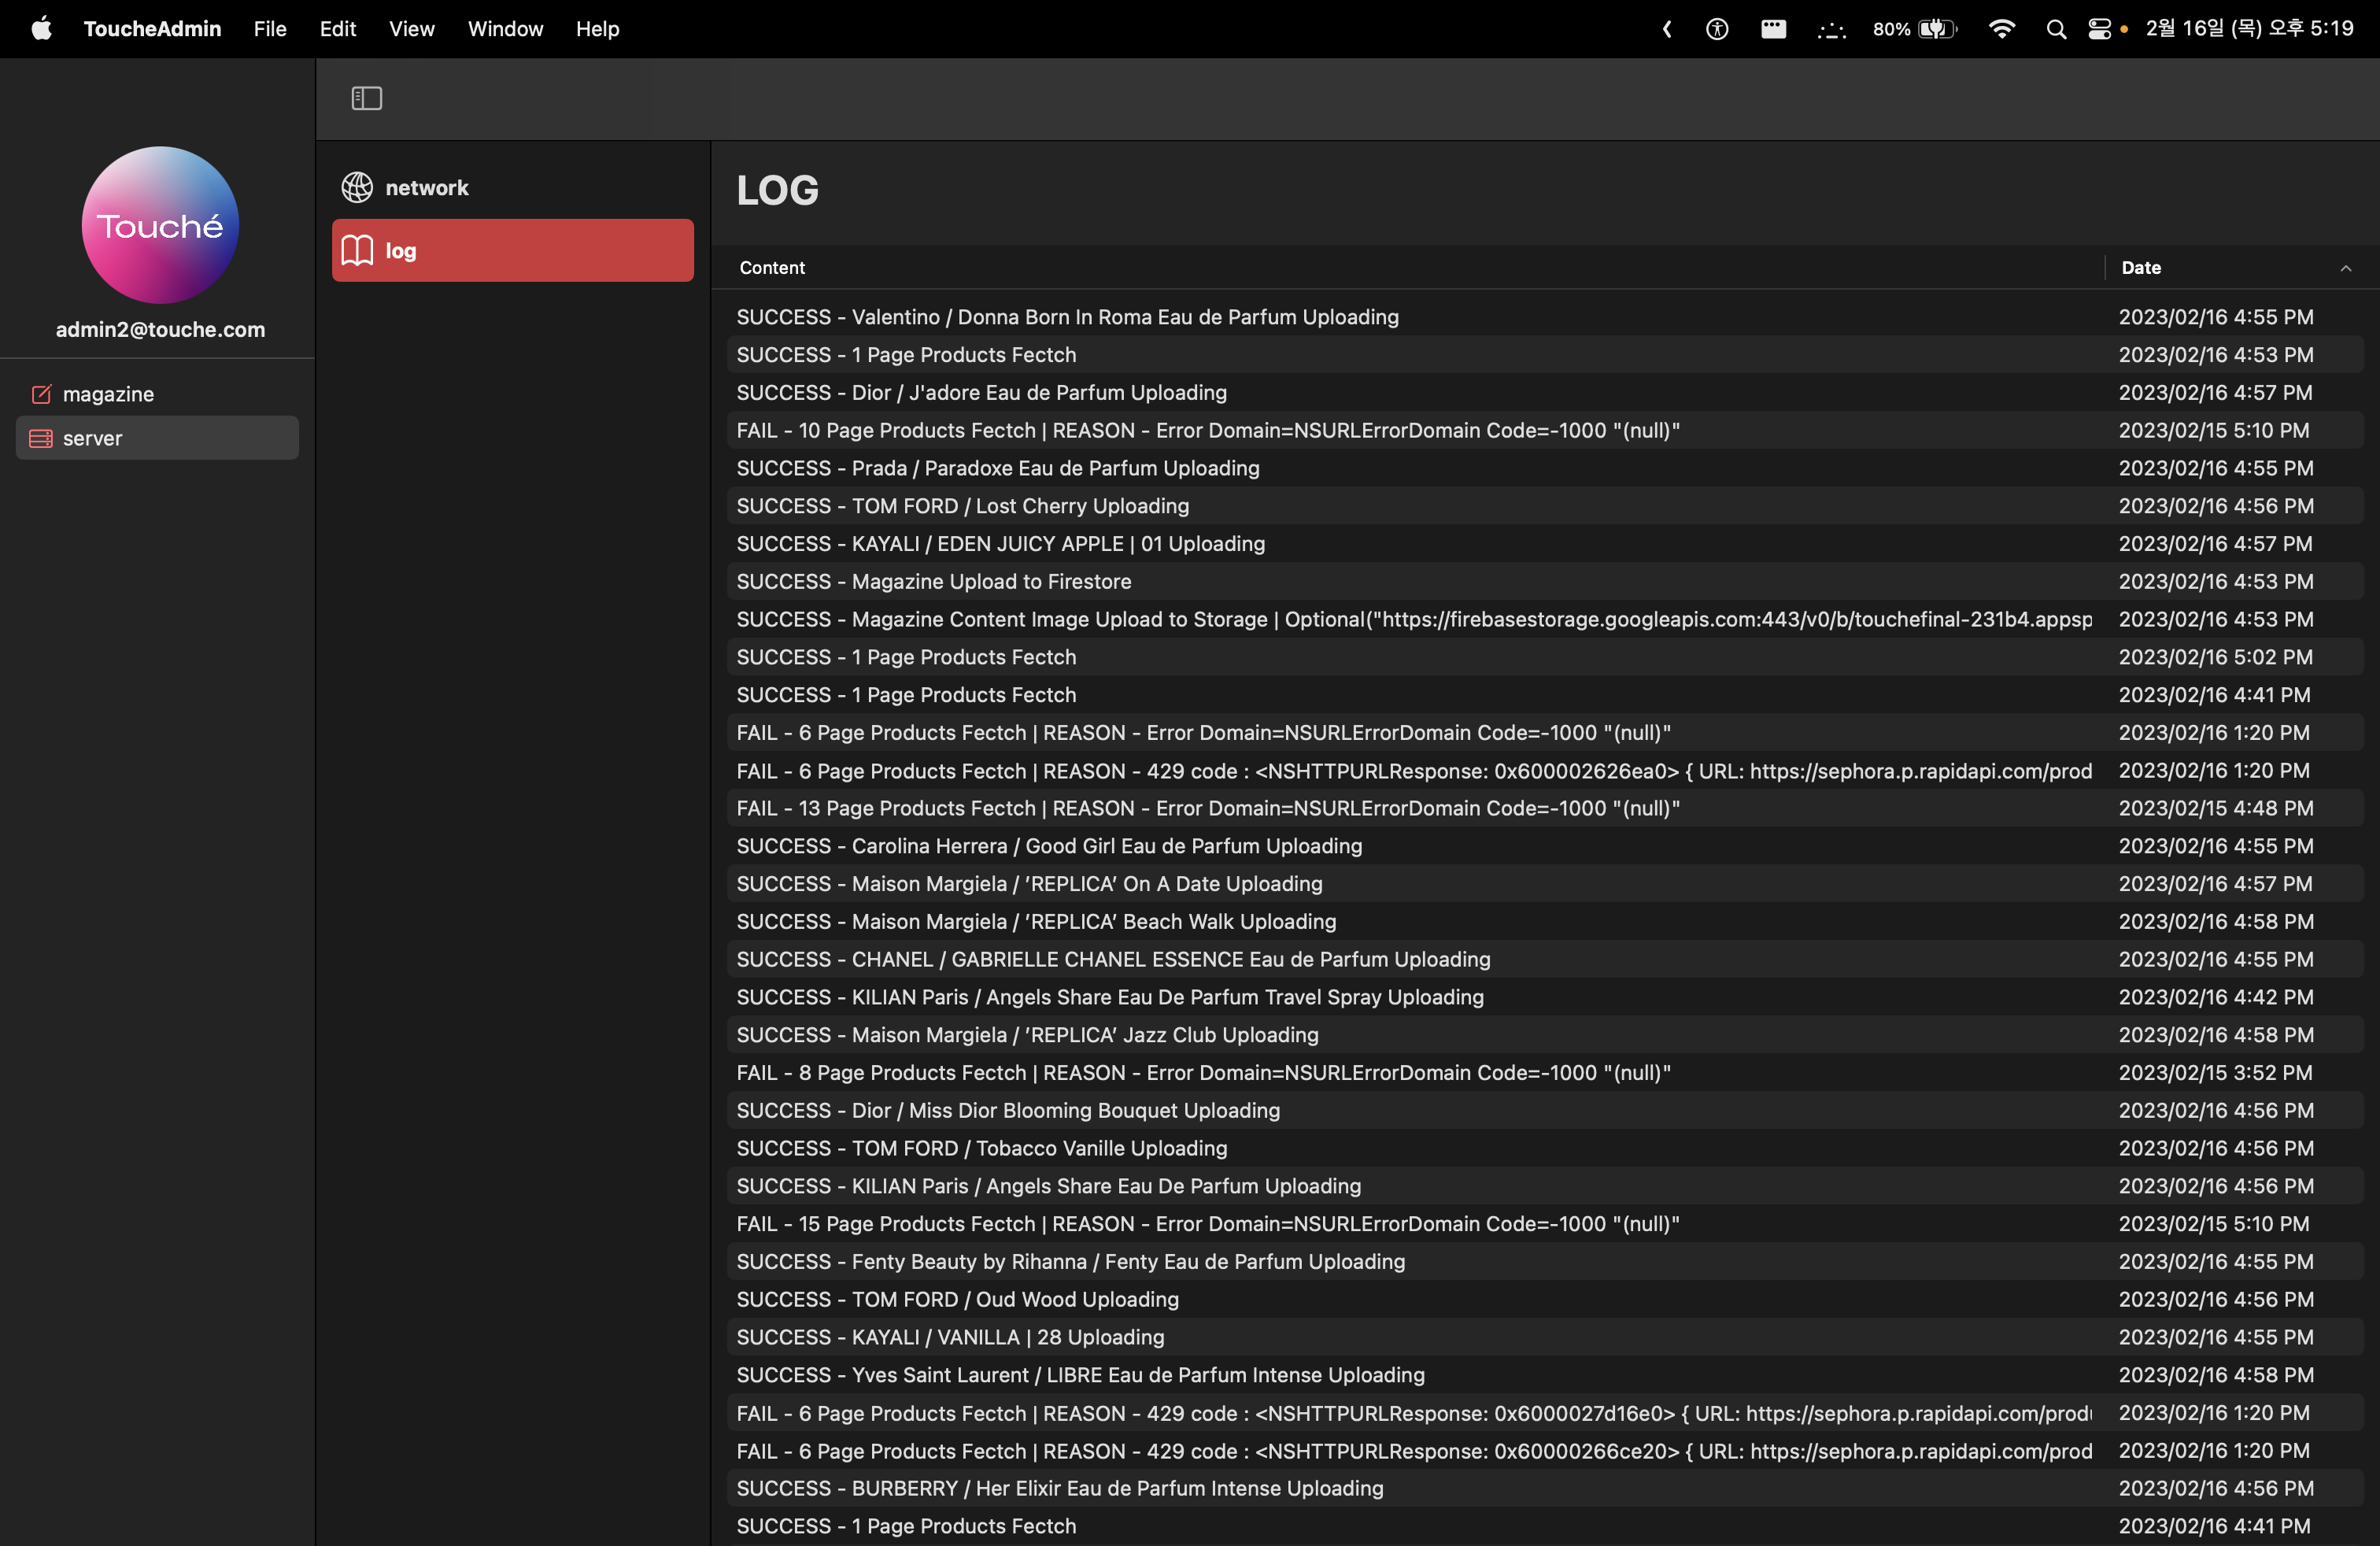 ToucheAdmin File Edit View Window Help 80% 2월 16일 (목) 오후 5:19
Touché
admin2@touche.com
magazine
server
network
log
LOG
Content Date
SUCCESS - Valentino / Donna Born In Roma Eau de Parfum Uploading 2023/02/16 4:55 PM
SUCCESS - 1 Page Products Fectch 2023/02/16 4:53 PM
SUCCESS - Dior / J'adore Eau de Parfum Uploading 2023/02/16 4:57 PM
FAIL - 10 Page Products Fectch | REASON - Error Domain=NSURLErrorDomain Code=-1000 "(null)" 2023/02/15 5:10 PM
SUCCESS - Prada / Paradoxe Eau de Parfum Uploading 2023/02/16 4:55 PM
SUCCESS - TOM FORD / Lost Cherry Uploading 2023/02/16 4:56 PM
SUCCESS - KAYALI / EDEN JUICY APPLE | 01 Uploading 2023/02/16 4:57 PM
SUCCESS - Magazine Upload to Firestore 2023/02/16 4:53 PM
SUCCESS - Magazine Content Image Upload to Storage | Optional("https://firebasestorage.googleapis.com:443/v0/b/touchefinal-231b4.appsp 2023/02/16 4:53 PM
SUCCESS - 1 Page Products Fectch 2023/02/16 5:02 PM
SUCCESS - 1 Page Products Fectch 2023/02/16 4:41 PM
FAIL - 6 Page Products Fectch | REASON - Error Domain=NSURLErrorDomain Code=-1000 "(null)" 2023/02/16 1:20 PM
FAIL - 6 Page Products Fectch | REASON - 429 code : <NSHTTPURLResponse: 0x600002626ea0> { URL: https://sephora.p.rapidapi.com/prod 2023/02/16 1:20 PM
FAIL - 13 Page Products Fectch | REASON - Error Domain=NSURLErrorDomain Code=-1000 "(null)" 2023/02/15 4:48 PM
SUCCESS - Carolina Herrera / Good Girl Eau de Parfum Uploading 2023/02/16 4:55 PM
SUCCESS - Maison Margiela / ’REPLICA’ On A Date Uploading 2023/02/16 4:57 PM
SUCCESS - Maison Margiela / ’REPLICA’ Beach Walk Uploading 2023/02/16 4:58 PM
SUCCESS - CHANEL / GABRIELLE CHANEL ESSENCE Eau de Parfum Uploading 2023/02/16 4:55 PM
SUCCESS - KILIAN Paris / Angels Share Eau De Parfum Travel Spray Uploading 2023/02/16 4:42 PM
SUCCESS - Maison Margiela / ’REPLICA’ Jazz Club Uploading 2023/02/16 4:58 PM
FAIL - 8 Page Products Fectch | REASON - Error Domain=NSURLErrorDomain Code=-1000 "(null)" 2023/02/15 3:52 PM
SUCCESS - Dior / Miss Dior Blooming Bouquet Uploading 2023/02/16 4:56 PM
SUCCESS - TOM FORD / Tobacco Vanille Uploading 2023/02/16 4:56 PM
SUCCESS - KILIAN Paris / Angels Share Eau De Parfum Uploading 2023/02/16 4:56 PM
FAIL - 15 Page Products Fectch | REASON - Error Domain=NSURLErrorDomain Code=-1000 "(null)" 2023/02/15 5:10 PM
SUCCESS - Fenty Beauty by Rihanna / Fenty Eau de Parfum Uploading 2023/02/16 4:55 PM
SUCCESS - TOM FORD / Oud Wood Uploading 2023/02/16 4:56 PM
SUCCESS - KAYALI / VANILLA | 28 Uploading 2023/02/16 4:55 PM
SUCCESS - Yves Saint Laurent / LIBRE Eau de Parfum Intense Uploading 2023/02/16 4:58 PM
FAIL - 6 Page Products Fectch | REASON - 429 code : <NSHTTPURLResponse: 0x6000027d16e0> { URL: https://sephora.p.rapidapi.com/produ 2023/02/16 1:20 PM
FAIL - 6 Page Products Fectch | REASON - 429 code : <NSHTTPURLResponse: 0x60000266ce20> { URL: https://sephora.p.rapidapi.com/prod 2023/02/16 1:20 PM
SUCCESS - BURBERRY / Her Elixir Eau de Parfum Intense Uploading 2023/02/16 4:56 PM
SUCCESS - 1 Page Products Fectch 2023/02/16 4:41 PM